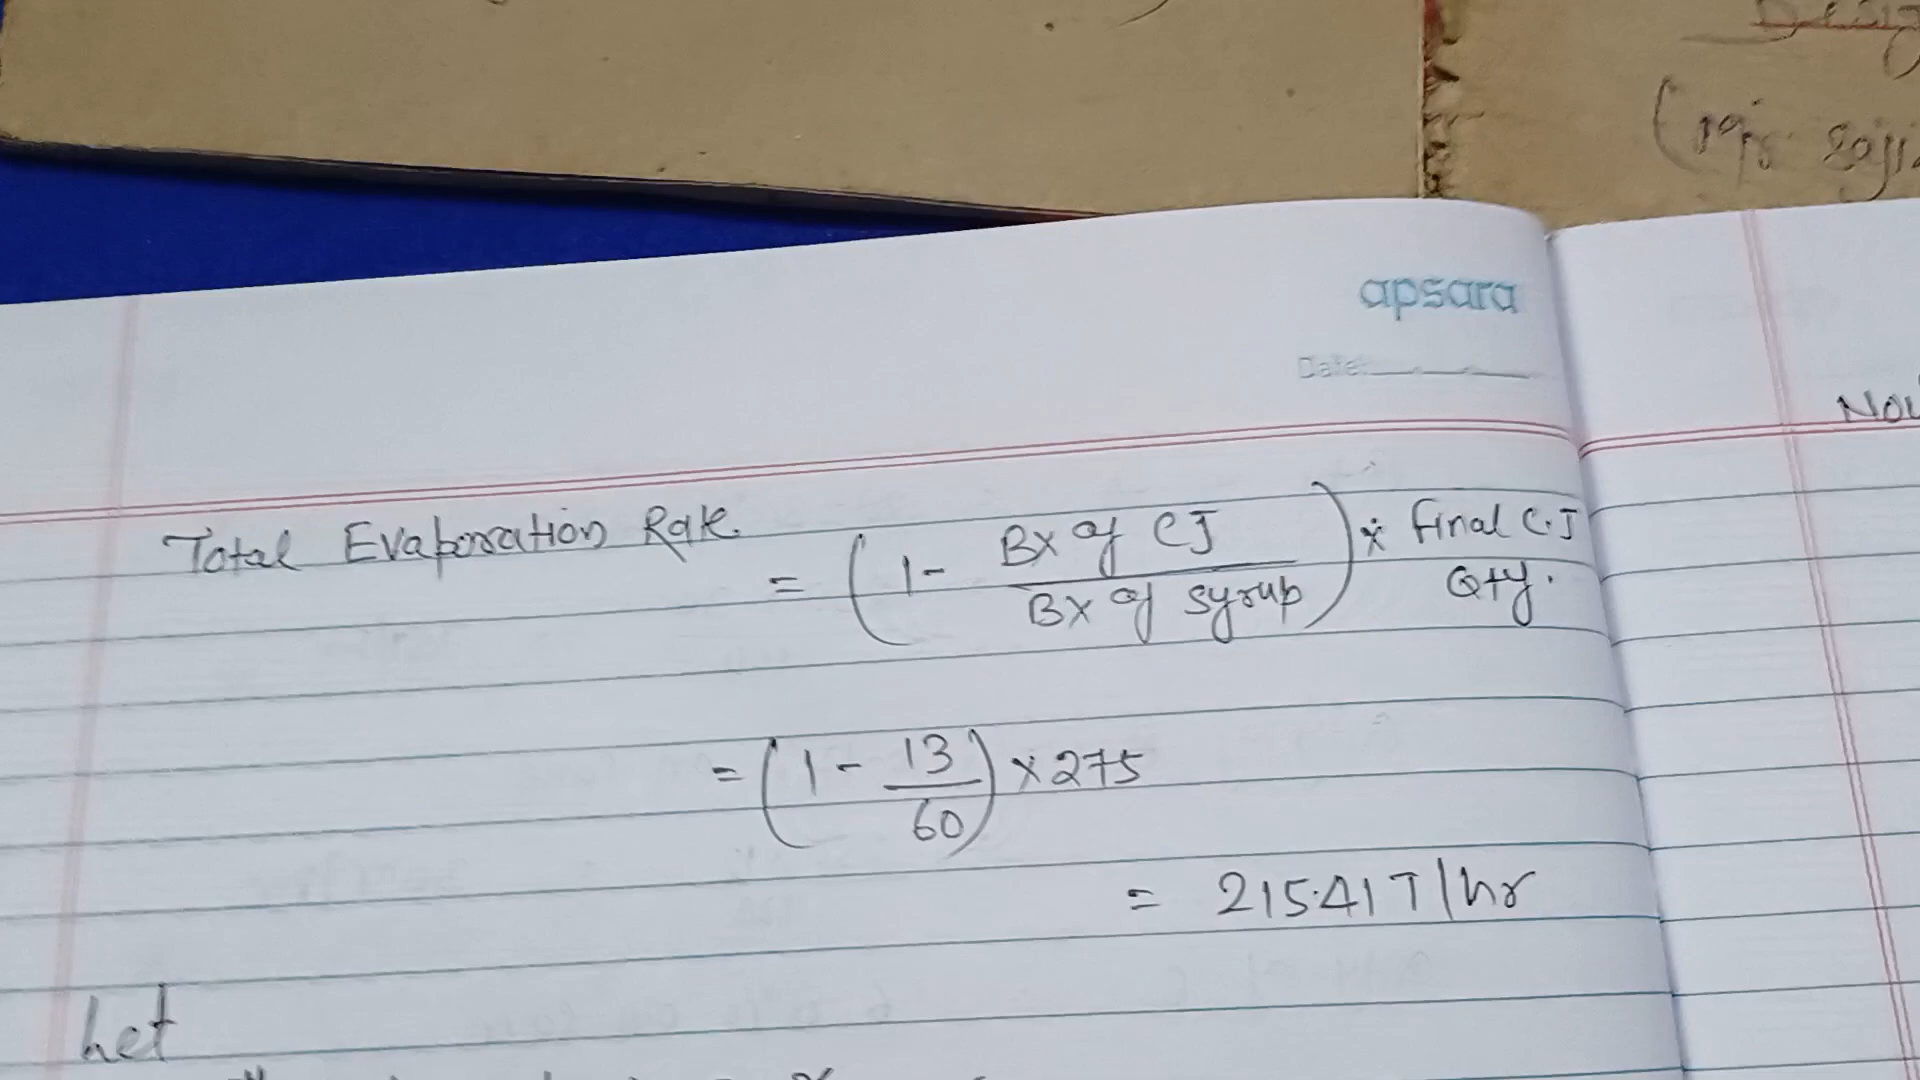 apsara
Date:
Total Evaporation Rate
= (1 - Bx of CJ / Bx of syrup) × Final C.J Qty.
= (1 - 13/60) × 275
= 215.41 T/hr
Let